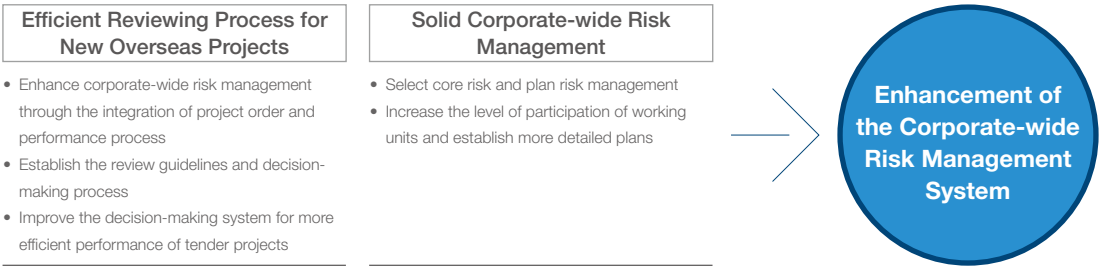 Efficient Reviewing Process for
New Overseas Projects
• Enhance corporate-wide risk management
through the integration of project order and
performance process
• Establish the review guidelines and decision-
making process
• Improve the decision-making system for more
efficient performance of tender projects
Solid Corporate-wide Risk
Management
• Select core risk and plan risk management
• Increase the level of participation of working
units and establish more detailed plans
Enhancement of
the Corporate-wide
Risk Management
System